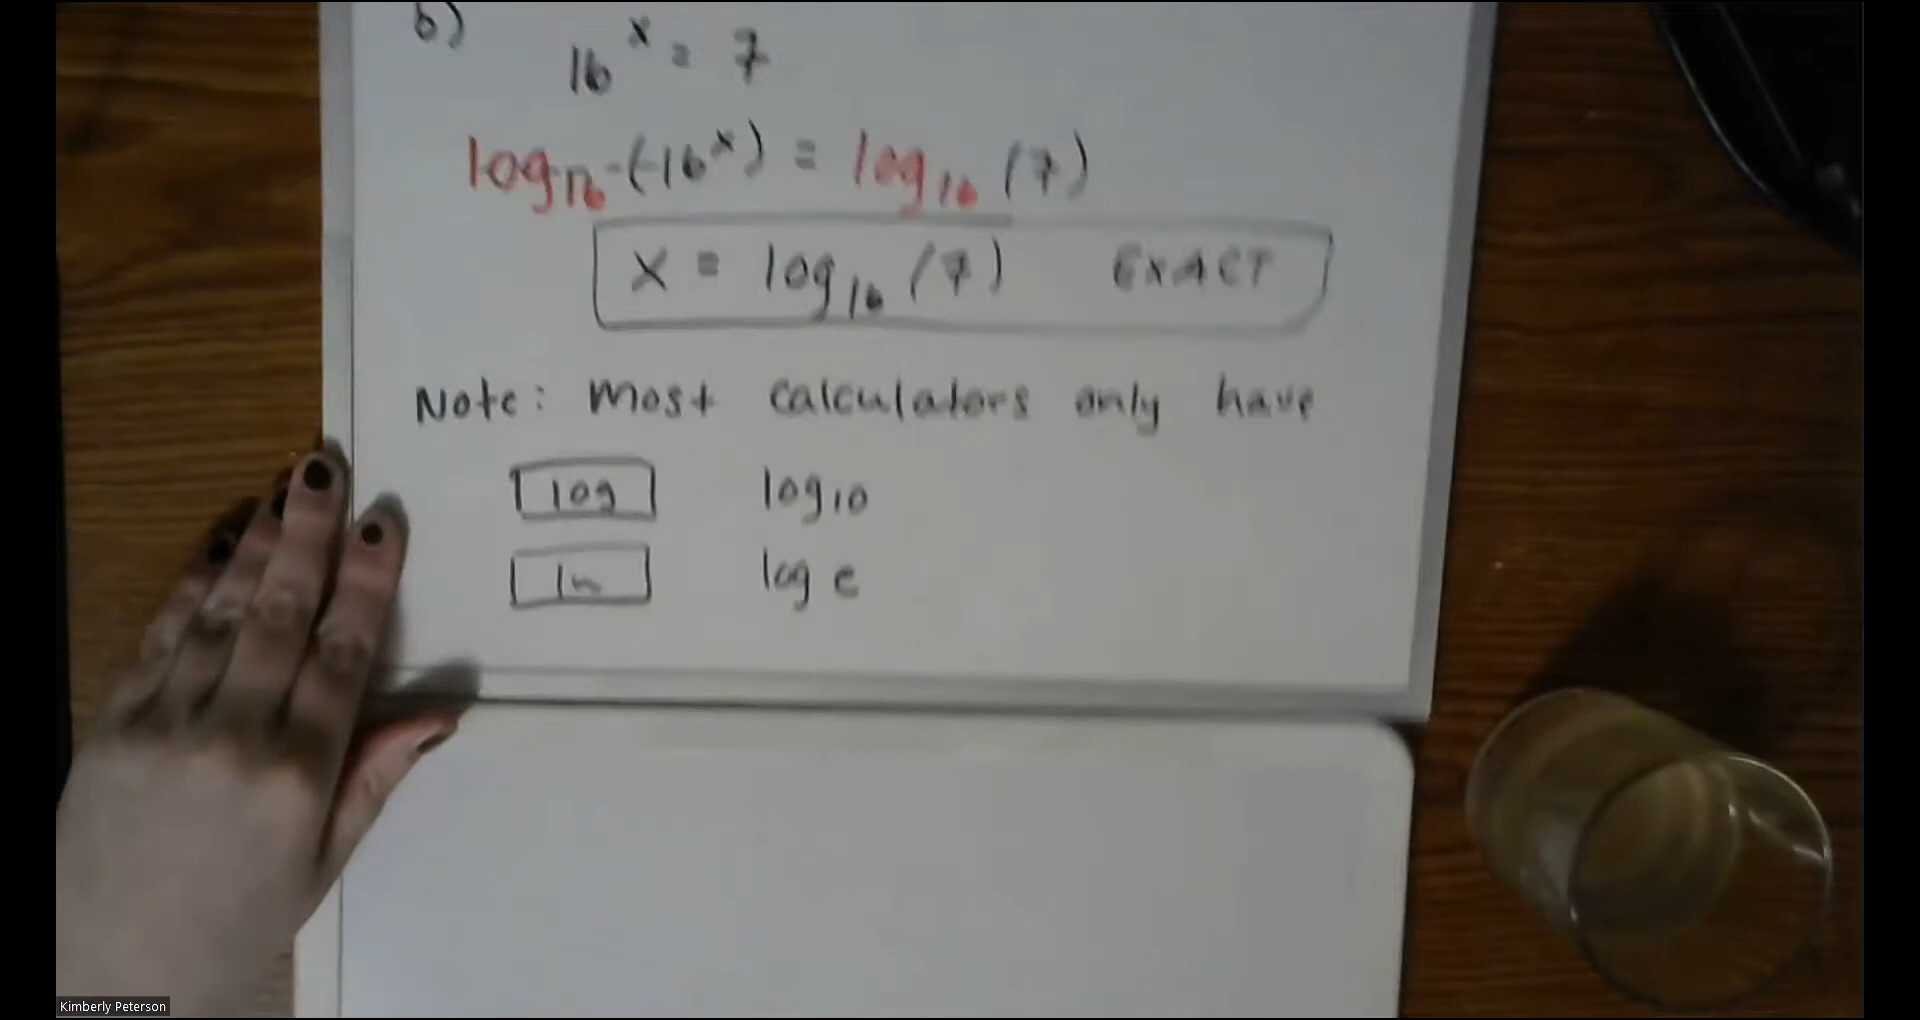 b)
16^x = 7
log₁₆(16^x) = log₁₆(7)
x = log₁₆(7) EXACT
Note: Most calculators only have
log log₁₀
ln log e
Kimberly Peterson